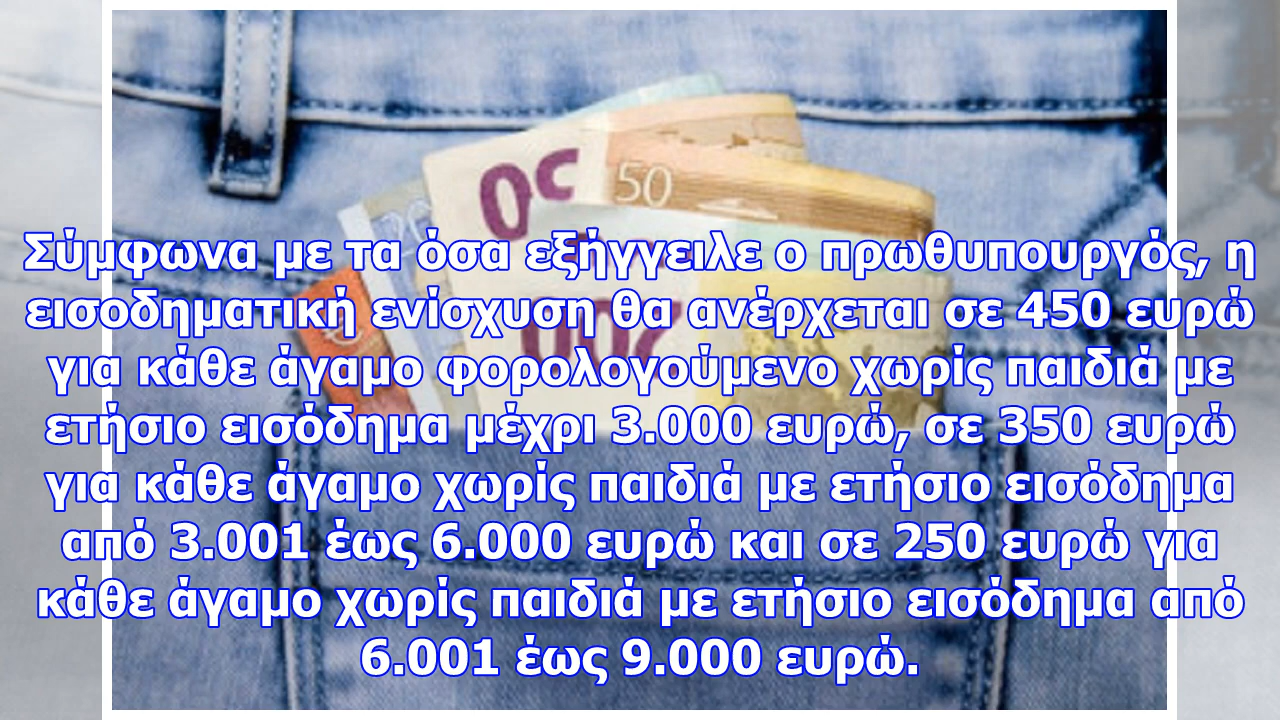 50
20
50
Σύμφωνα με τα όσα εξήγγειλε ο πρωθυπουργός, η
εισοδηματική ενίσχυση θα ανέρχεται σε 450 ευρώ
για κάθε άγαμο φορολογούμενο χωρίς παιδιά με
ετήσιο εισόδημα μέχρι 3.000 ευρώ, σε 350 ευρώ
για κάθε άγαμο χωρίς παιδιά με ετήσιο εισόδημα
από 3.001 έως 6.000 ευρώ και σε 250 ευρώ για
κάθε άγαμο χωρίς παιδιά με ετήσιο εισόδημα από
6.001 έως 9.000 ευρώ.